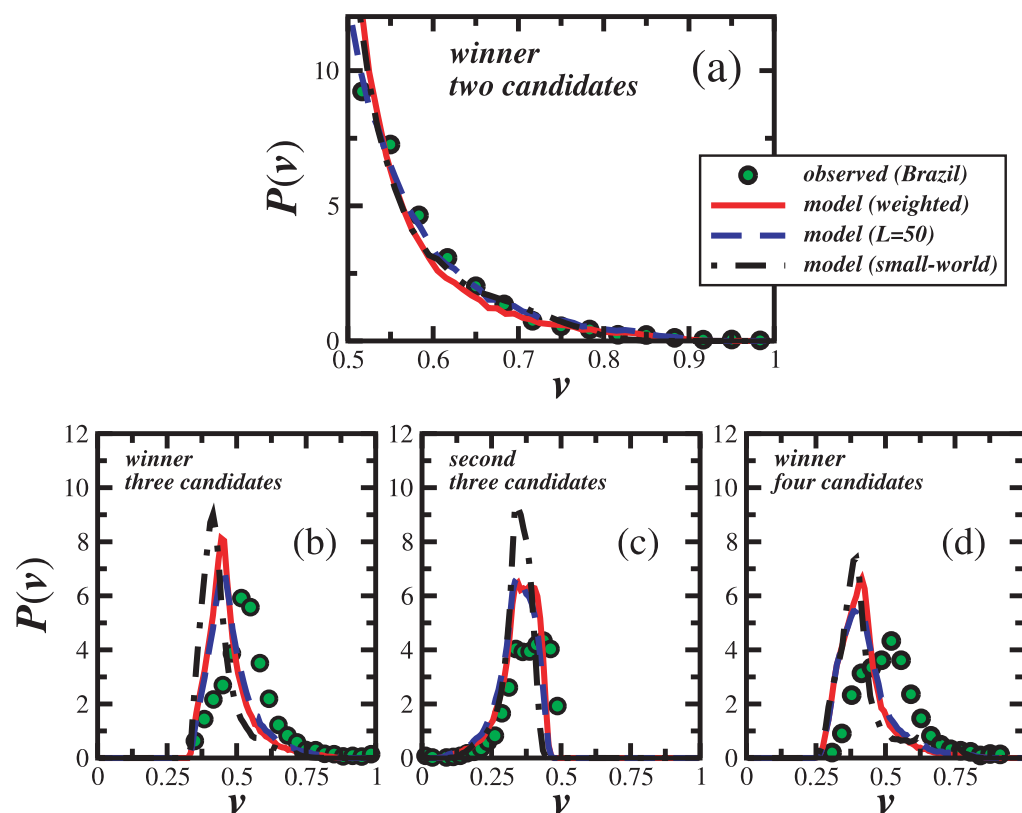 winner
two candidates
(a)
10
5
0
P(v)
0.5 0.6 0.7 0.8 0.9 1
v
observed (Brazil)
model (weighted)
model (L=50)
model (small-world)
12
10
8
6
4
2
0
P(v)
winner
three candidates
(b)
0 0.25 0.5 0.75 1
v
12
10
8
6
4
2
0
second
three candidates
(c)
0 0.25 0.5 0.75 1
v
12
10
8
6
4
2
0
winner
four candidates
(d)
0 0.25 0.5 0.75 1
v